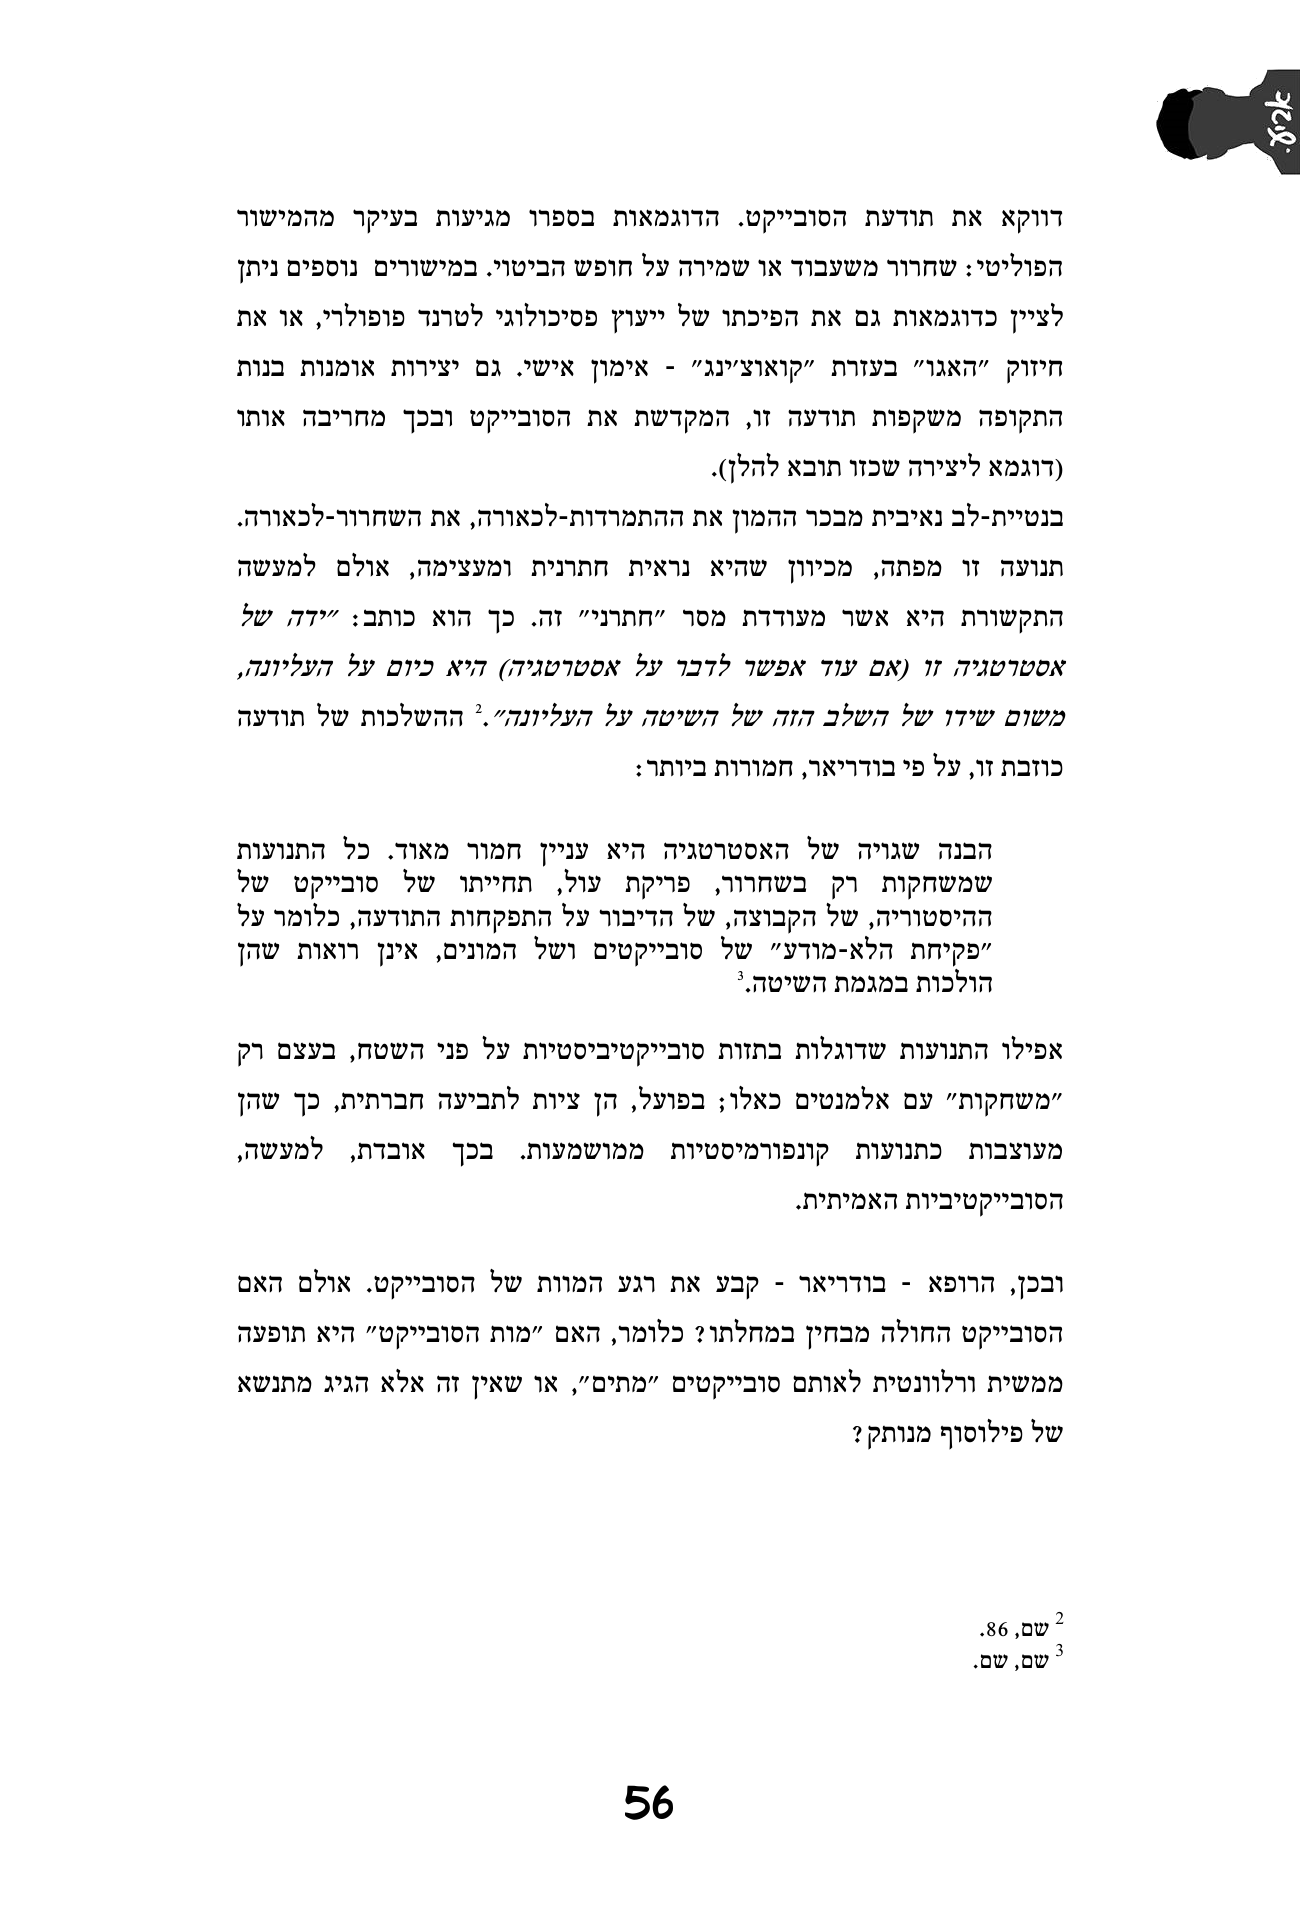 אביעי.
דווקא את תודעת הסובייקט. הדוגמאות בספרו מגיעות בעיקר מהמישור
הפוליטי: שחרור משעבוד או שמירה על חופש הביטוי. במישורים נוספים ניתן
לציין כדוגמאות גם את הפיכתו של ייעוץ פסיכולוגי לטרנד פופולרי, או את
חיזוק "האגו" בעזרת "קואוצ'ינג" - אימון אישי. גם יצירות אומנות בנות
התקופה משקפות תודעה זו, המקדשת את הסובייקט ובכך מחריבה אותו
(דוגמא ליצירה שכזו תובא להלן).
בנטיית-לב נאיבית מבכר ההמון את ההתמרדות-לכאורה, את השחרור-לכאורה.
תנועה זו מפתה, מכיוון שהיא נראית חתרנית ומעצימה, אולם למעשה
התקשורת היא אשר מעודדת מסר "חתרני" זה. כך הוא כותב: "ידה של
אסטרטגיה זו (אם עוד אפשר לדבר על אסטרטגיה) היא כיום על העליונה,
משום שידו של השלב הזה של השיטה על העליונה".2 ההשלכות של תודעה
כוזבת זו, על פי בודריאר, חמורות ביותר:
הבנה שגויה של האסטרטגיה היא עניין חמור מאוד. כל התנועות
שמשחקות רק בשחרור, פריקת עול, תחייתו של סובייקט של
ההיסטוריה, של הקבוצה, של הדיבור על התפקחות התודעה, כלומר על
"פקיחת הלא-מודע" של סובייקטים ושל המונים, אינן רואות שהן
הולכות במגמת השיטה.3
אפילו התנועות שדוגלות בתזות סובייקטיביסטיות על פני השטח, בעצם רק
"משחקות" עם אלמנטים כאלו; בפועל, הן ציות לתביעה חברתית, כך שהן
מעוצבות כתנועות קונפורמיסטיות ממושמעות. בכך אובדת, למעשה,
הסובייקטיביות האמיתית.
ובכן, הרופא - בודריאר - קבע את רגע המוות של הסובייקט. אולם האם
הסובייקט החולה מבחין במחלתו? כלומר, האם "מות הסובייקט" היא תופעה
ממשית ורלוונטית לאותם סובייקטים "מתים", או שאין זה אלא הגיג מתנשא
של פילוסוף מנותק?
2 שם, 86.
3 שם, שם.
56